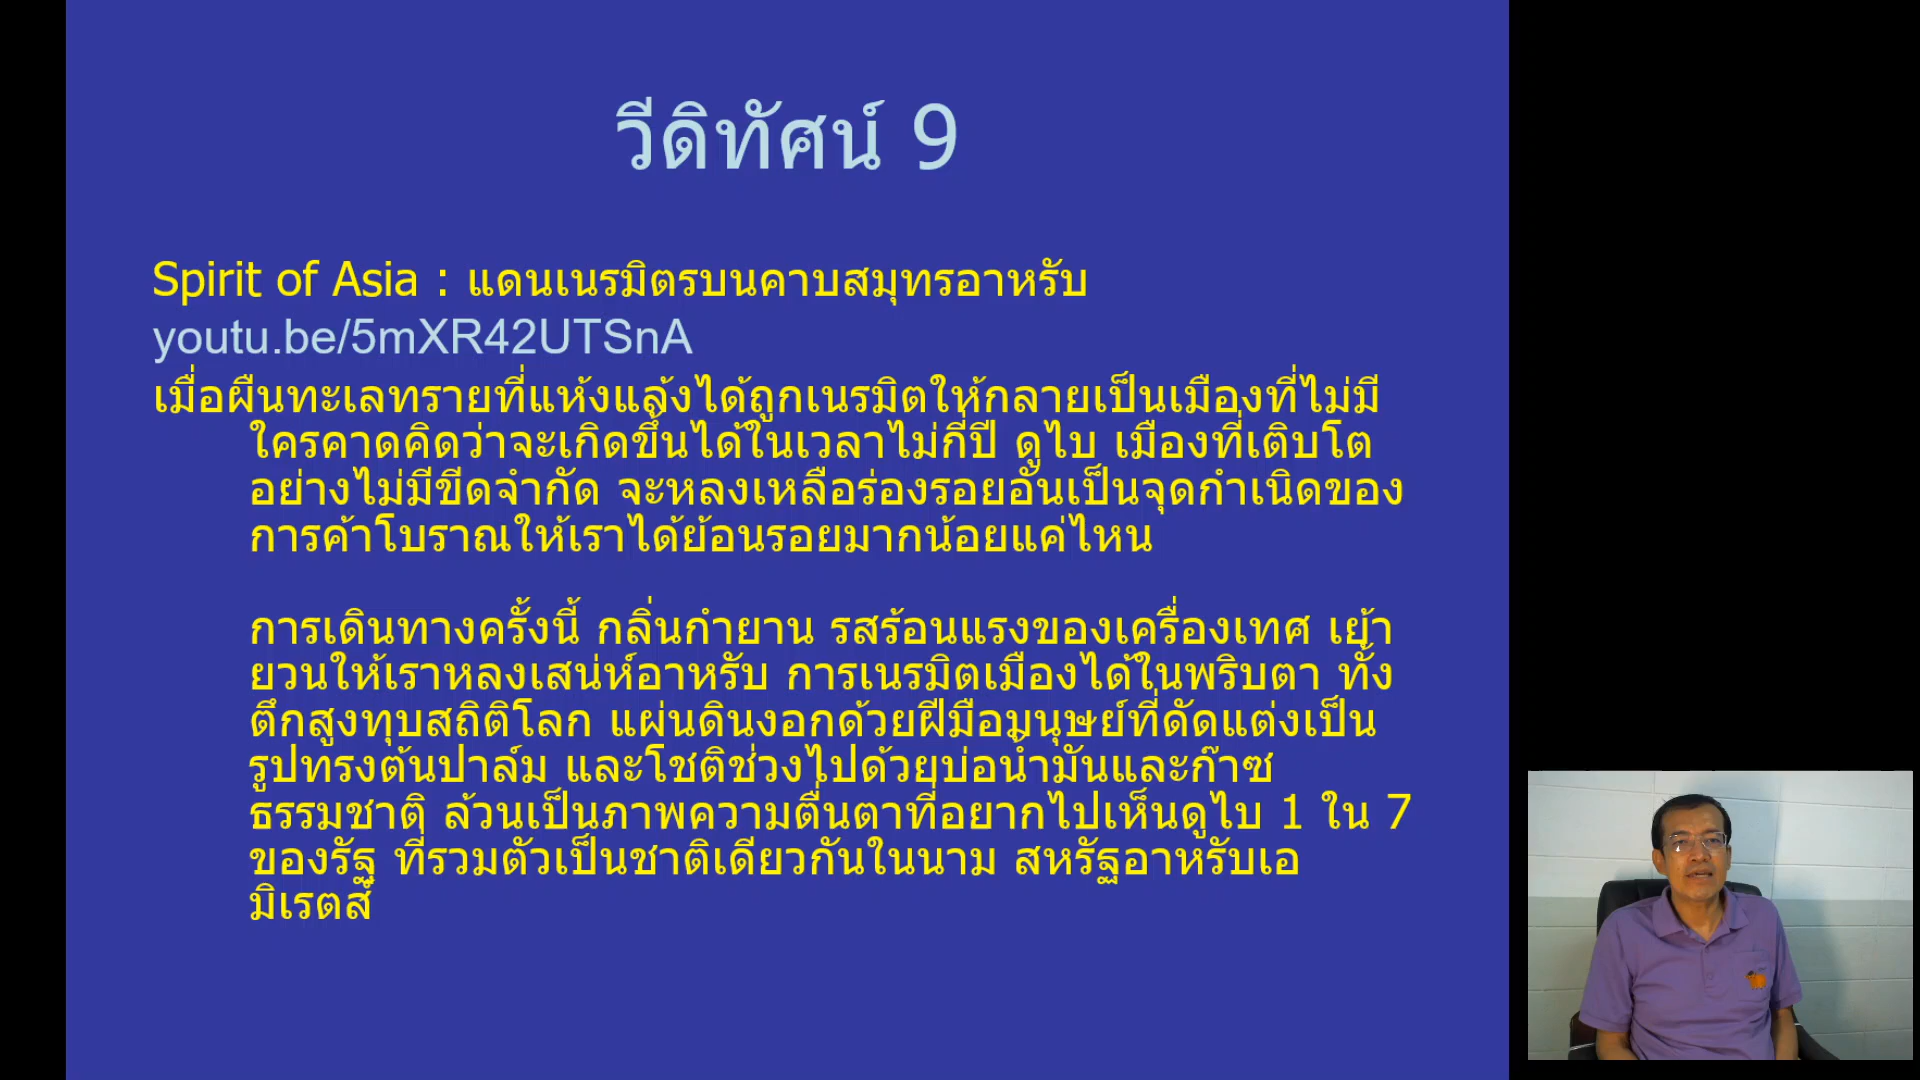 วีดิทัศน์ 9
Spirit of Asia : แดนเนรมิตรบนคาบสมุทรอาหรับ
youtu.be/5mXR42UTSnA
เมื่อผืนทะเลทรายที่แห้งแล้งได้ถูกเนรมิตให้กลายเป็นเมืองที่ไม่มี
ใครคาดคิดว่าจะเกิดขึ้นได้ในเวลาไม่กี่ปี ดูไบ เมืองที่เติบโต
อย่างไม่มีขีดจำกัด จะหลงเหลือร่องรอยอันเป็นจุดกำเนิดของ
การค้าโบราณให้เราได้ย้อนรอยมากน้อยแค่ไหน
การเดินทางครั้งนี้ กลิ่นกำยาน รสร้อนแรงของเครื่องเทศ เย้า
ยวนให้เราหลงเสน่ห์อาหรับ การเนรมิตเมืองได้ในพริบตา ทั้ง
ตึกสูงทุบสถิติโลก แผ่นดินงอกด้วยฝีมือมนุษย์ที่ดัดแต่งเป็น
รูปทรงต้นปาล์ม และโชติช่วงไปด้วยบ่อน้ำมันและก๊าซ
ธรรมชาติ ล้วนเป็นภาพความตื่นตาที่อยากไปเห็นดูไบ 1 ใน 7
ของรัฐ ที่รวมตัวเป็นชาติเดียวกันในนาม สหรัฐอาหรับเอ
มิเรตส์